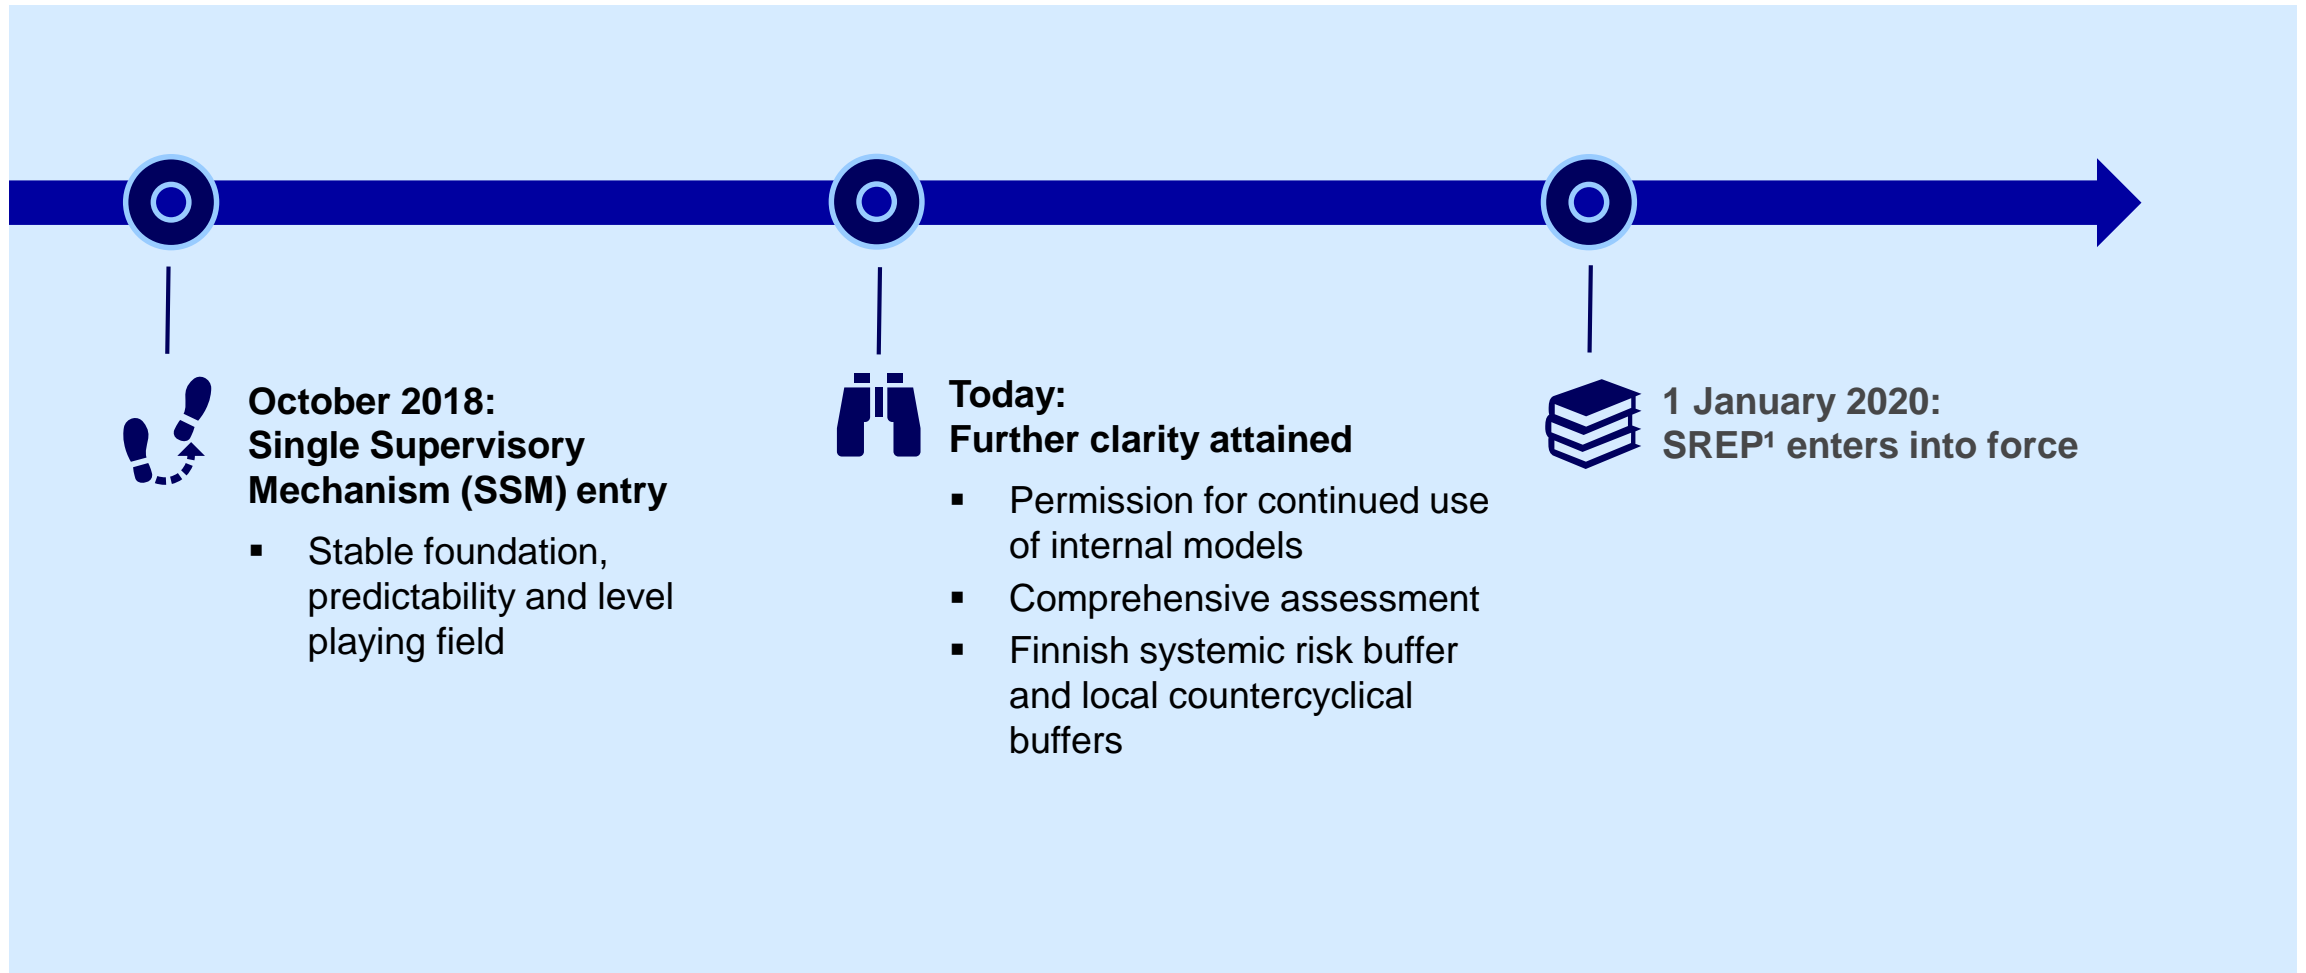 October 2018:
Single Supervisory
Mechanism (SSM) entry
▪ Stable foundation,
predictability and level
playing field
Today:
Further clarity attained
▪ Permission for continued use
of internal models
▪ Comprehensive assessment
▪ Finnish systemic risk buffer
and local countercyclical
buffers
1 January 2020:
SREP¹ enters into force